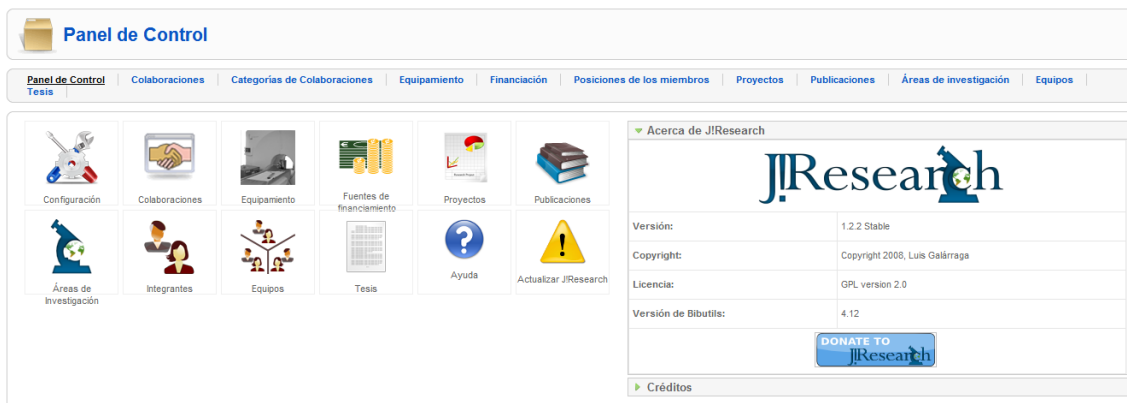 Panel de Control
Panel de Control Colaboraciones Categorías de Colaboraciones Equipamiento Financiación Posiciones de los miembros Proyectos Publicaciones Áreas de investigación Equipos
Tesis
Configuración Colaboraciones Equipamiento Fuentes de financiamiento Proyectos Publicaciones
Áreas de Investigación Integrantes Equipos Tesis Ayuda Actualizar J!Research
Acerca de J!Research
J!Research
Versión: 1.2.2 Stable
Copyright: Copyright 2008, Luis Galárraga
Licencia: GPL version 2.0
Versión de Bibutils: 4.12
DONATE TO
J!Research
Créditos